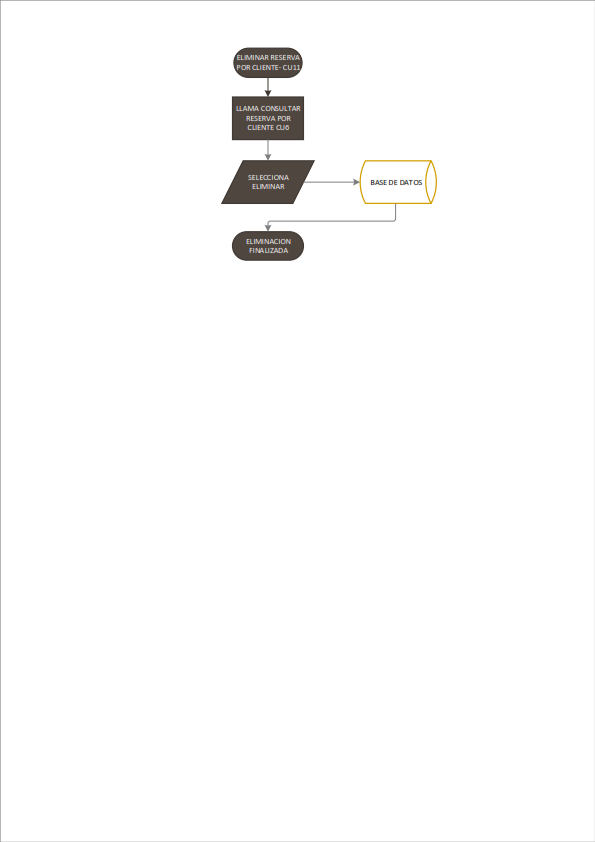 ELIMINAR RESERVA
POR CLIENTE- CU11
LLAMA CONSULTAR
RESERVA POR
CLIENTE CU6
SELECCIONA
ELIMINAR
BASE DE DATOS
ELIMINACION
FINALIZADA